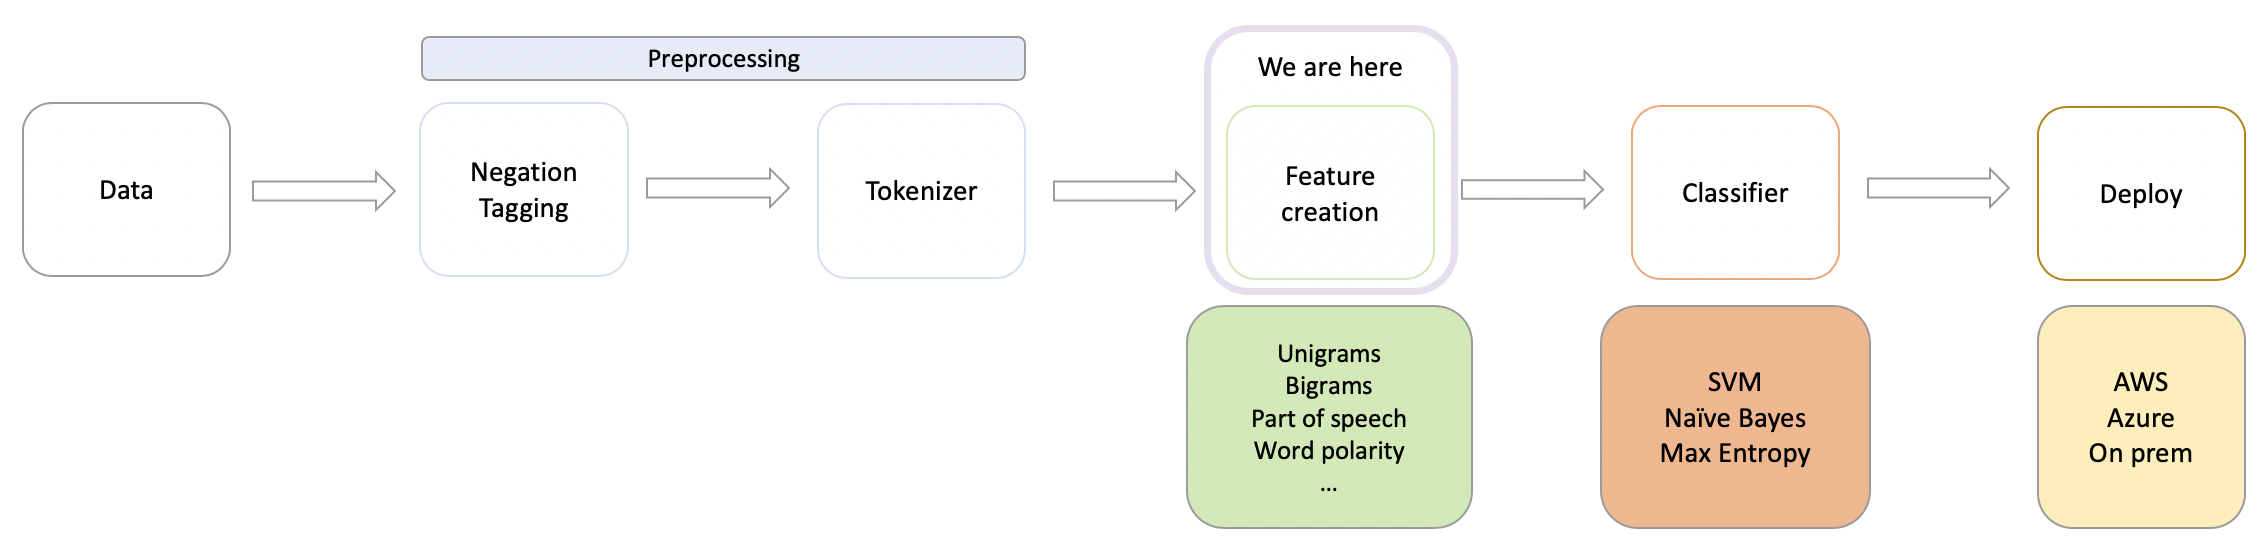 Preprocessing
We are here
Data
Negation
Tagging
Tokenizer
Feature
creation
Classifier
Deploy
Unigrams
Bigrams
Part of speech
Word polarity
...
SVM
Naïve Bayes
Max Entropy
AWS
Azure
On prem